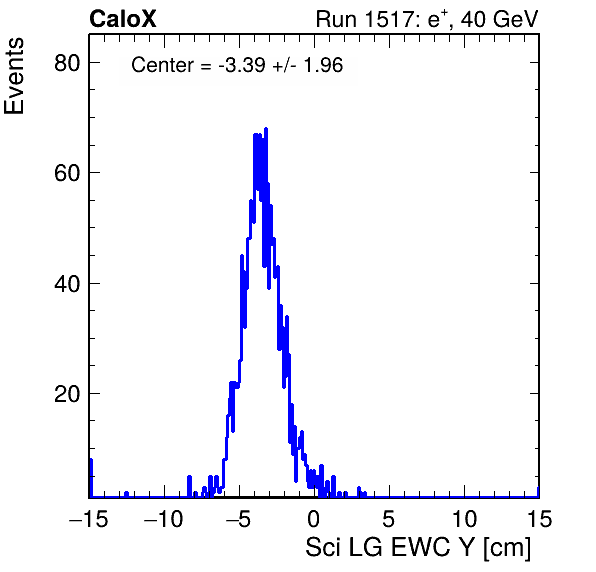 CaloX Run 1517: e+, 40 GeV
Center = -3.39 +/- 1.96
Events
80
60
40
20
−15 −10 −5 0 5 10 15
Sci LG EWC Y [cm]